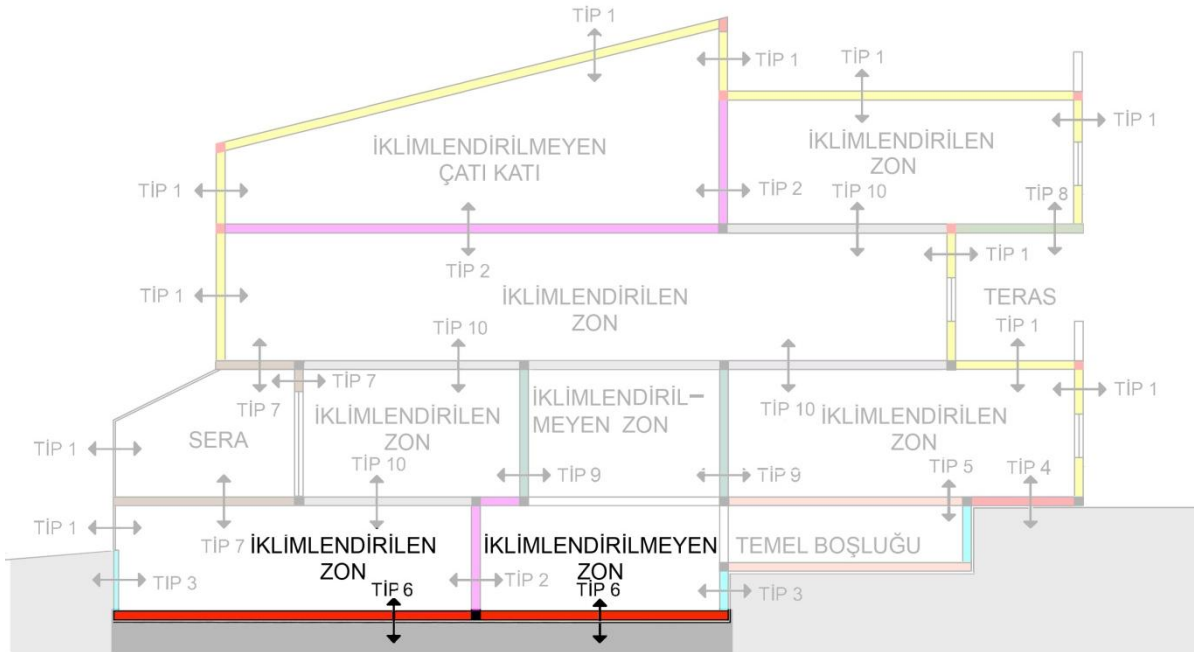 TİP 1
TİP 1
TİP 1
TİP 1
İKLİMLENDİRİLMEYEN
ÇATI KATI
İKLİMLENDİRİLEN
ZON
TİP 1
TİP 2
TİP 10
TİP 8
TİP 2
TİP 1
TİP 1
İKLİMLENDİRİLEN
ZON
TERAS
TİP 10
TİP 1
TİP 7
TİP 7
İKLİMLENDİRİLEN
ZON
İKLİMLENDİRİL-
MEYEN ZON
TİP 10
İKLİMLENDİRİLEN
ZON
TİP 1
TİP 1
SERA
TİP 10
TİP 9
TİP 9
TİP 5
TİP 4
TİP 1
TİP 7
İKLİMLENDİRİLEN
ZON
İKLİMLENDİRİLMEYEN
ZON
TEMEL BOŞLUĞU
TIP 3
TİP 6
TİP 2
TİP 6
TİP 3